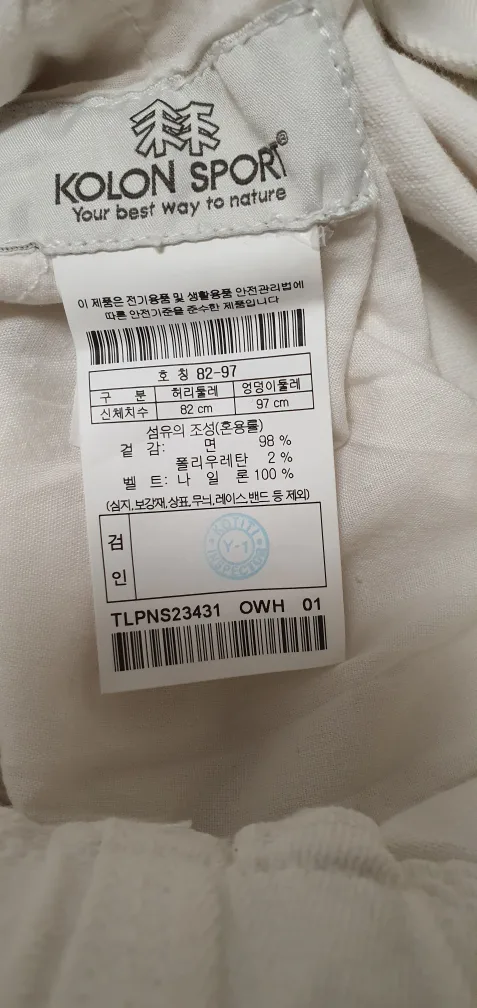 KOLON SPORT®
Your best way to nature
이 제품은 전기용품 및 생활용품 안전관리법에
따른 안전기준을 준수한 제품입니다
호 칭 82-97
구 분 허리둘레 엉덩이둘레
신체치수 82 cm 97 cm
섬유의 조성(혼용률)
겉 감: 면 98 %
폴리우레탄 2 %
벨 트: 나 일 론 100 %
(심지,보강재,상표,무늬,레이스,밴드 등 제외)
검
인
KOTITI
Y-1
INSPECTION
TLPNS23431 OWH 01